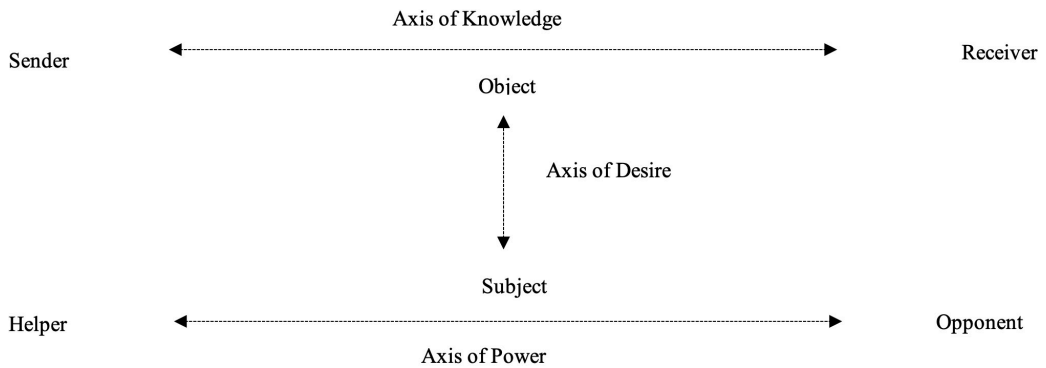 Axis of Knowledge
Sender
Receiver
Object
Axis of Desire
Subject
Helper
Opponent
Axis of Power